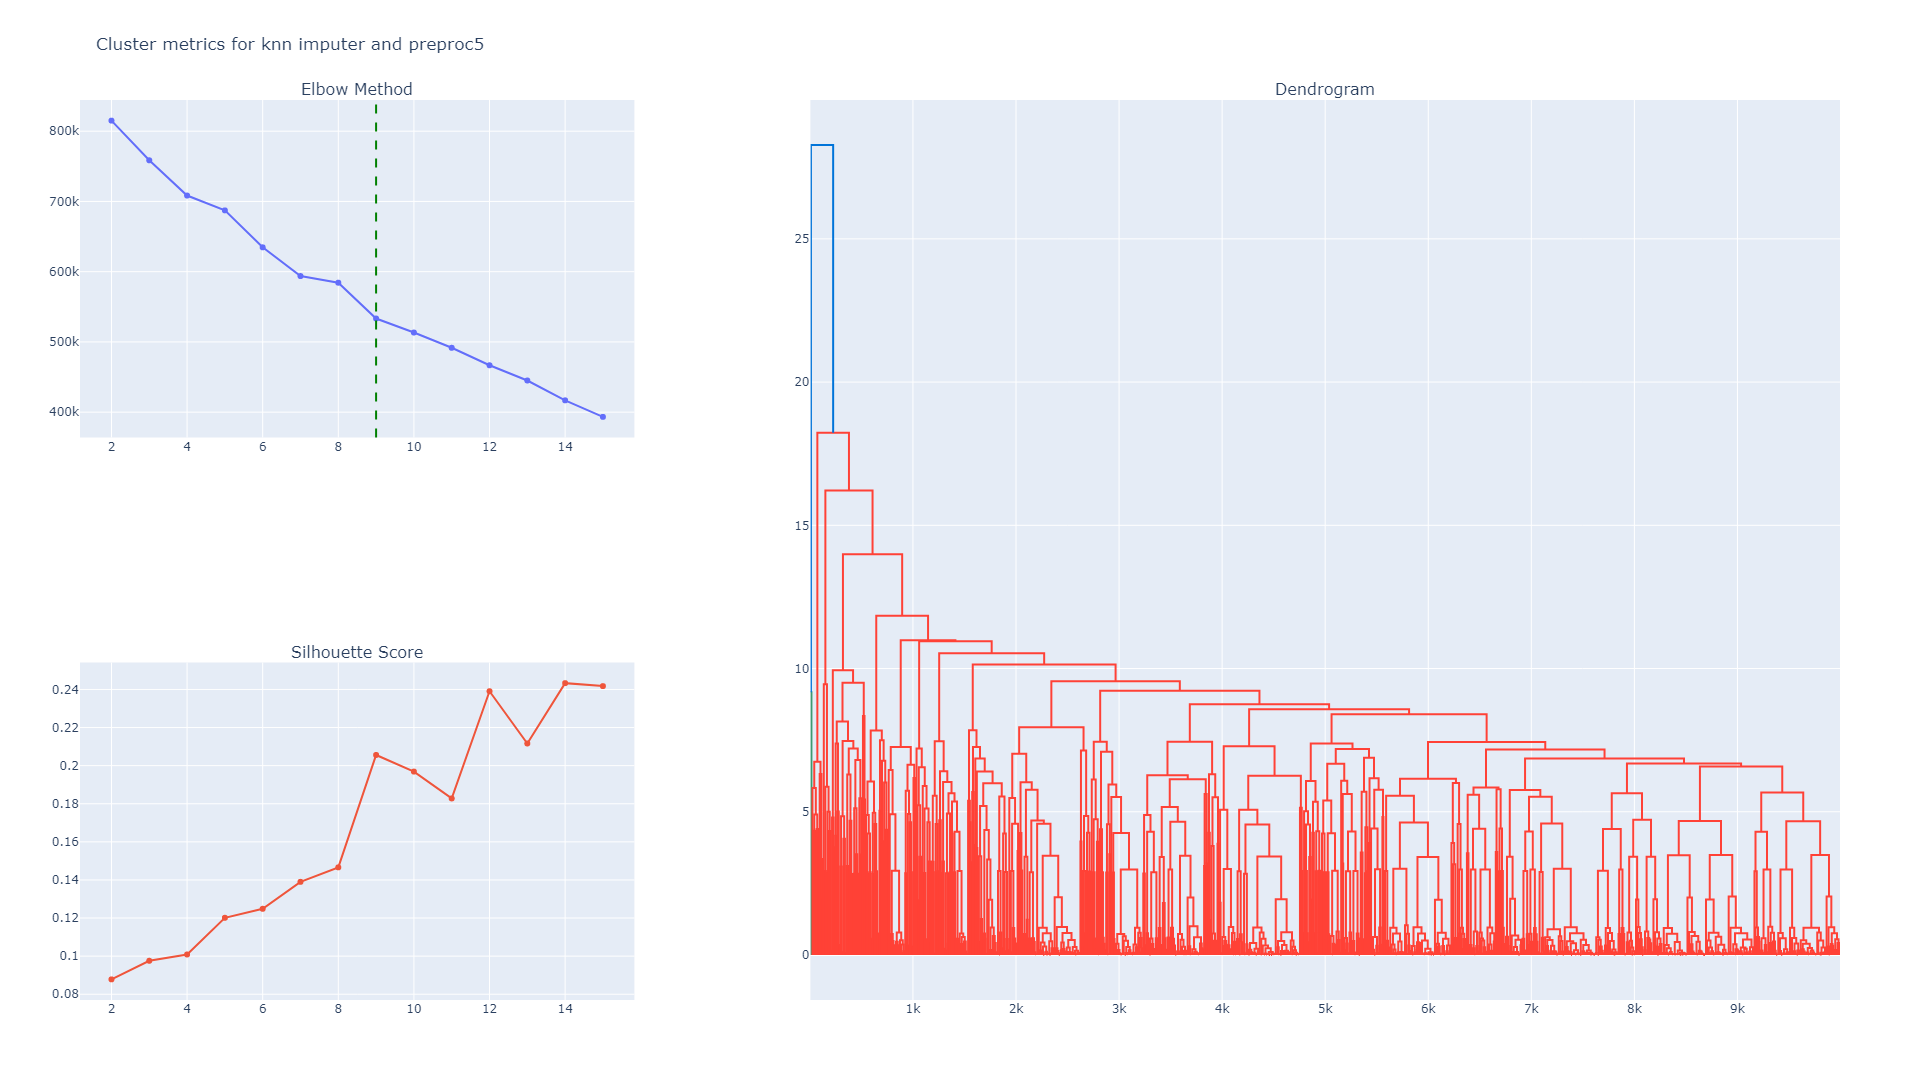 Cluster metrics for knn imputer and preproc5
Elbow Method
800k
700k
600k
500k
400k
2 4 6 8 10 12 14
Silhouette Score
0.24
0.22
0.2
0.18
0.16
0.14
0.12
0.1
0.08
2 4 6 8 10 12 14
Dendrogram
25
20
15
10
5
0
1k 2k 3k 4k 5k 6k 7k 8k 9k